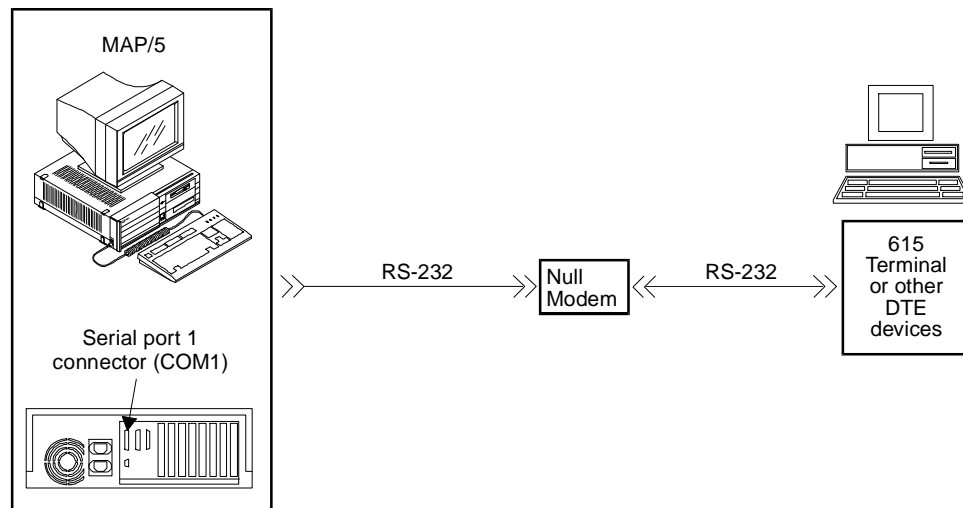 MAP/5
Serial port 1
connector (COM1)
RS-232
Null
Modem
RS-232
615
Terminal
or other
DTE
devices